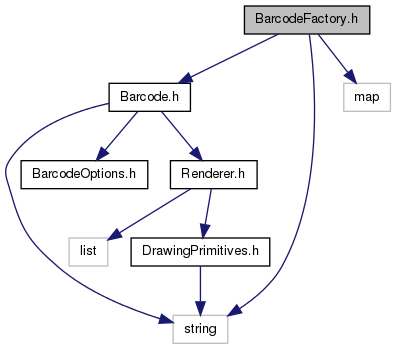 BarcodeFactory.h
Barcode.h
map
BarcodeOptions.h
Renderer.h
list
DrawingPrimitives.h
string